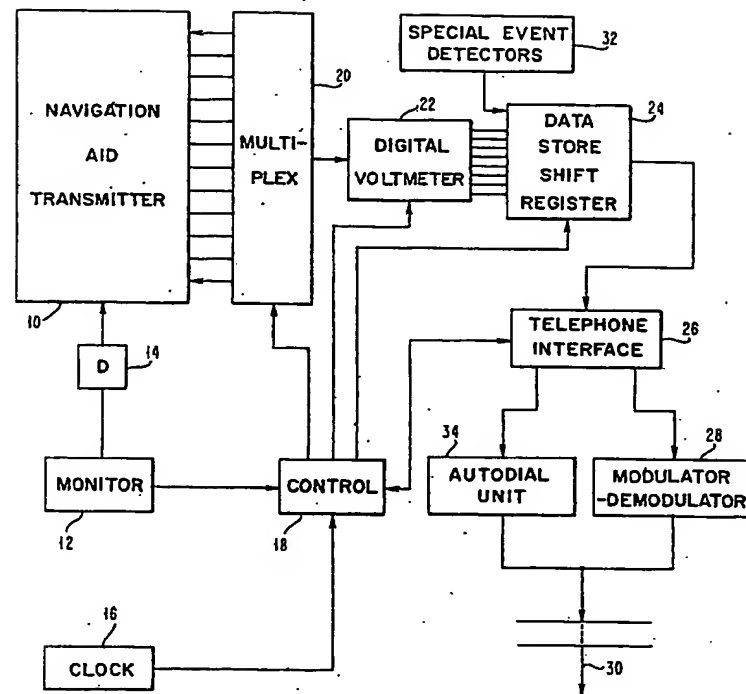 SPECIAL EVENT
DETECTORS
32
NAVIGATION
AID
TRANSMITTER
10
20
MULTI-
PLEX
22
DIGITAL
VOLTMETER
24
DATA
STORE
SHIFT
REGISTER
D
14
TELEPHONE
INTERFACE
26
MONITOR
12
CONTROL
18
34
AUTODIAL
UNIT
28
MODULATOR
-DEMODULATOR
16
CLOCK
30